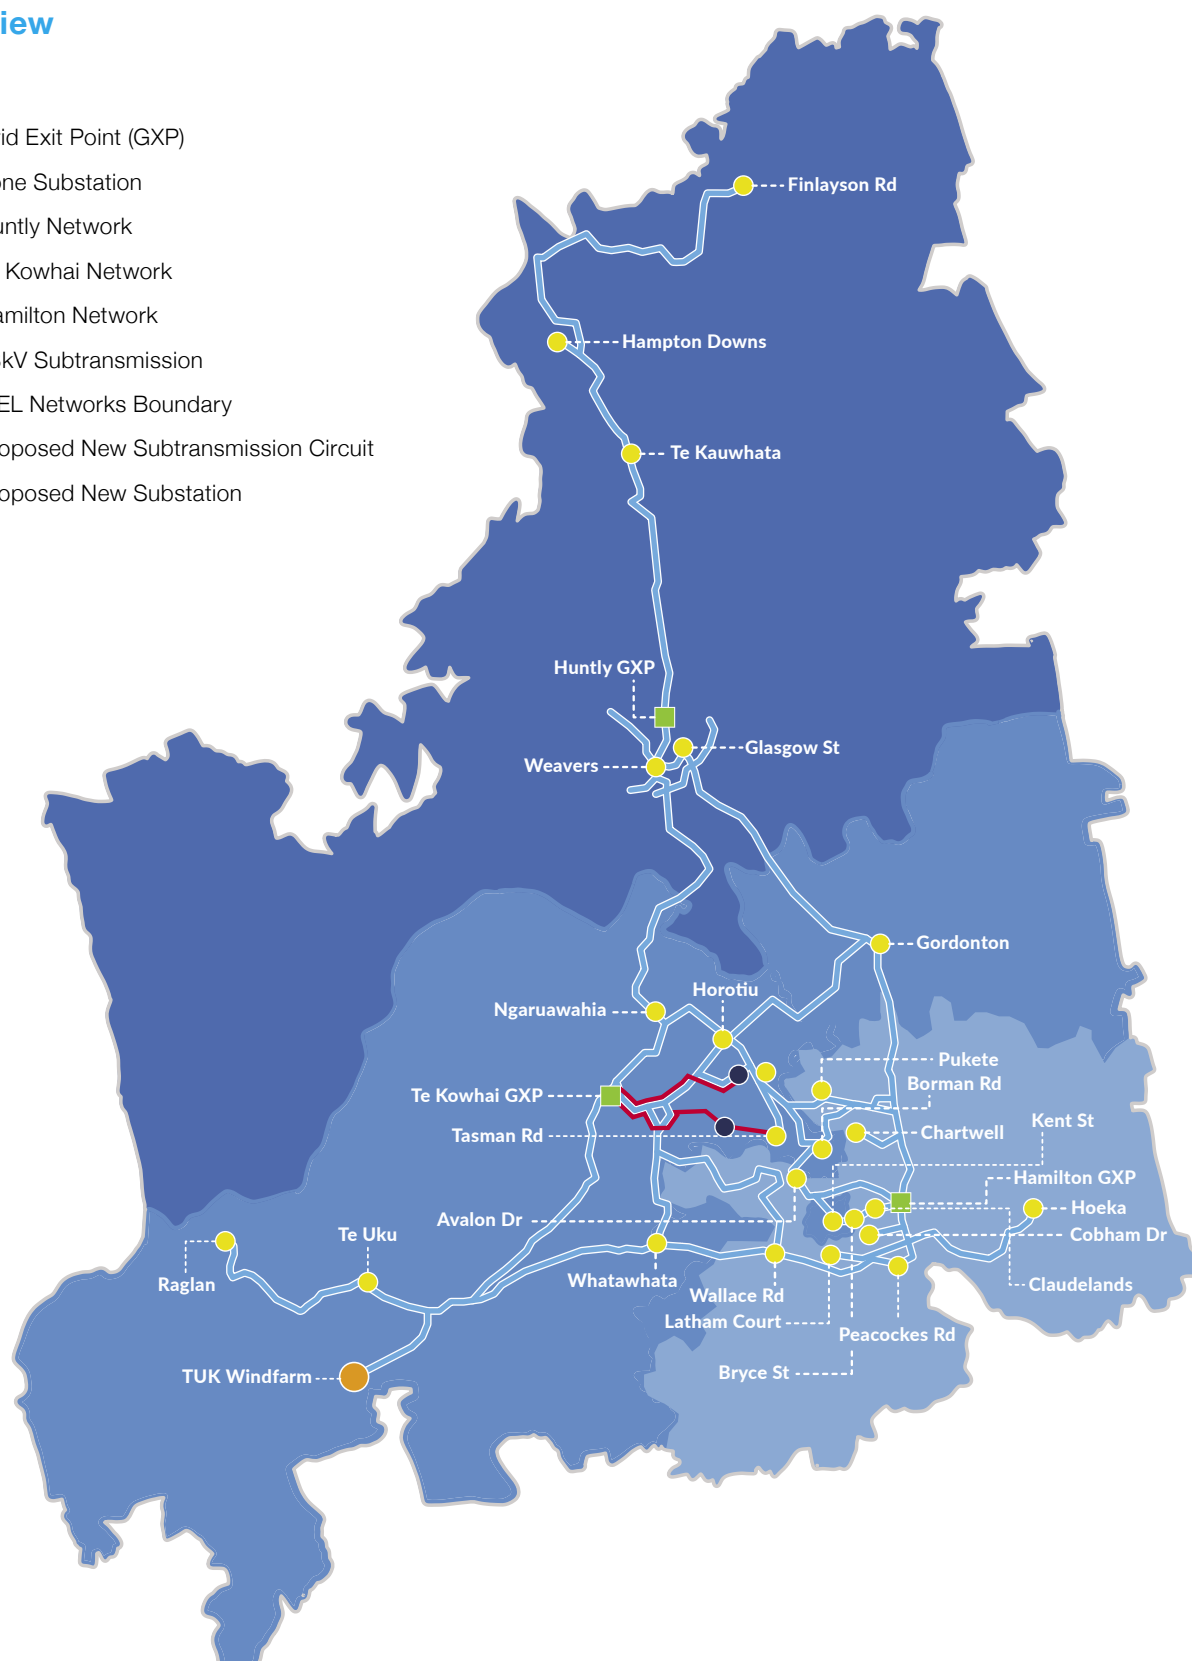 iew
id Exit Point (GXP)
ne Substation
untly Network
Kowhai Network
amilton Network
kV Subtransmission
EL Networks Boundary
oposed New Subtransmission Circuit
oposed New Substation
Finlayson Rd
Hampton Downs
Te Kauwhata
Huntly GXP
Glasgow St
Weavers
Gordonton
Horotiu
Ngaruawahia
Pukete
Te Kowhai GXP
Borman Rd
Kent St
Tasman Rd
Chartwell
Hamilton GXP
Hoeka
Avalon Dr
Te Uku
Cobham Dr
Raglan
Whatawhata
Claudelands
Wallace Rd
Latham Court
Peacockes Rd
TUK Windfarm
Bryce St